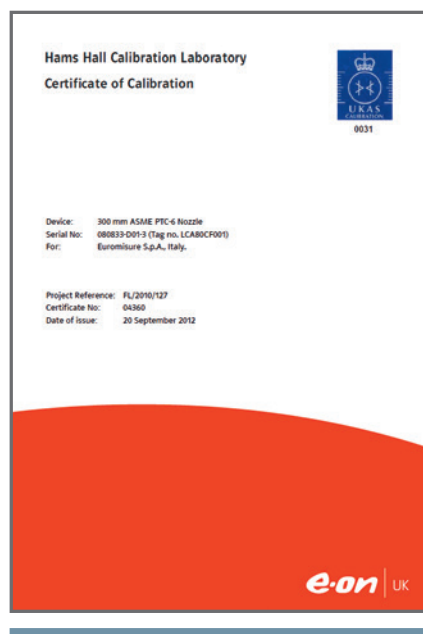 Hams Hall Calibration Laboratory
Certificate of Calibration
UKAS
CALIBRATION
0031
Device: 300 mm ASME PTC-6 Nozzle
Serial No: 080833-D01-3 (Tag no. LCAB0CF001)
For: Euromisure S.p.A., Italy.
Project Reference: FL/2010/127
Certificate No: 04360
Date of issue: 20 September 2012
e·on UK